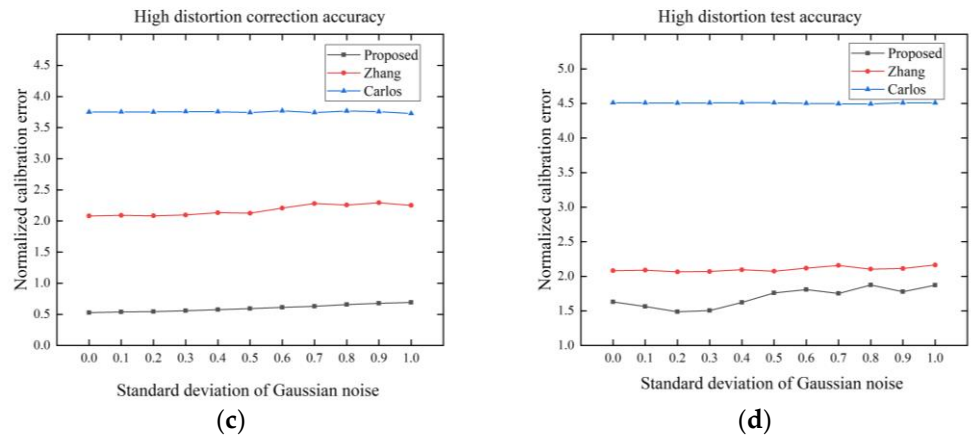 High distortion correction accuracy
Normalized calibration error
4.5
4.0
3.5
3.0
2.5
2.0
1.5
1.0
0.5
0.0
Proposed
Zhang
Carlos
0.0 0.1 0.2 0.3 0.4 0.5 0.6 0.7 0.8 0.9 1.0
Standard deviation of Gaussian noise
(c)
High distortion test accuracy
Normalized calibration error
5.0
4.5
4.0
3.5
3.0
2.5
2.0
1.5
1.0
Proposed
Zhang
Carlos
0.0 0.1 0.2 0.3 0.4 0.5 0.6 0.7 0.8 0.9 1.0
Standard deviation of Gaussian noise
(d)